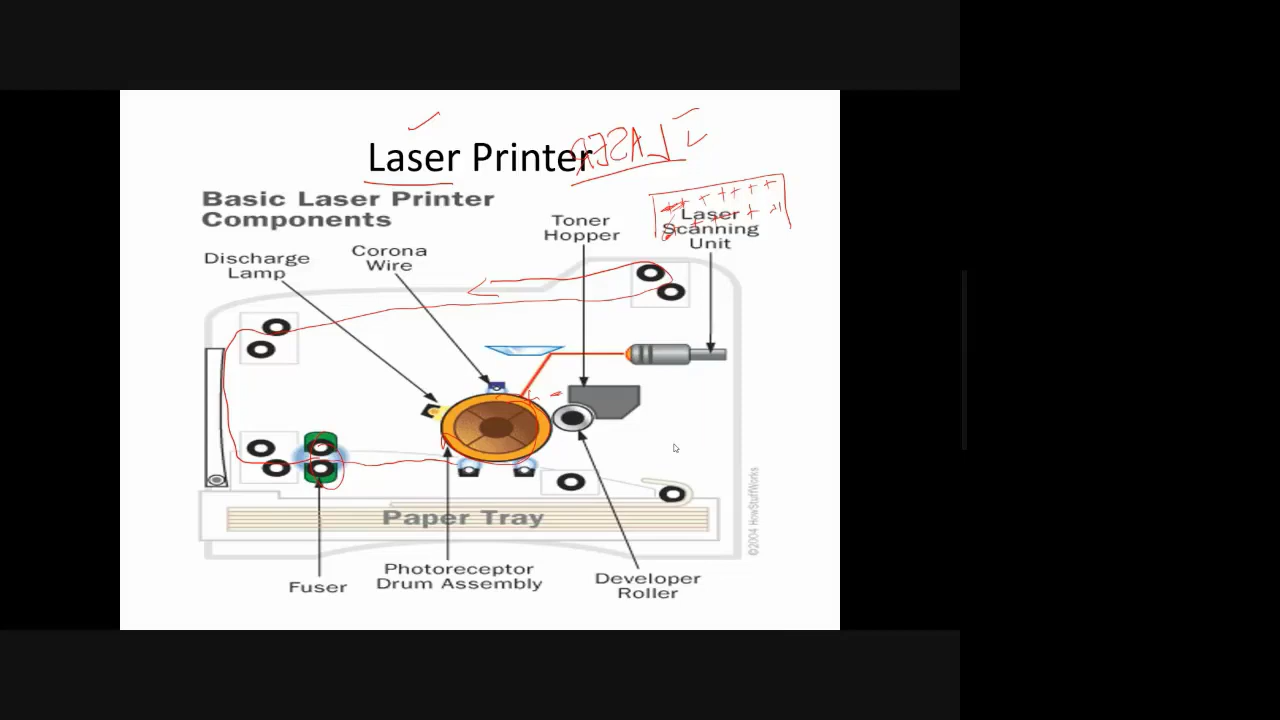 Laser Printer
LASER
Basic Laser Printer
Components
Toner
Hopper
Laser
Scanning
Unit
Corona
Wire
Discharge
Lamp
Paper Tray
Fuser
Photoreceptor
Drum Assembly
Developer
Roller
©2004 HowStuffWorks